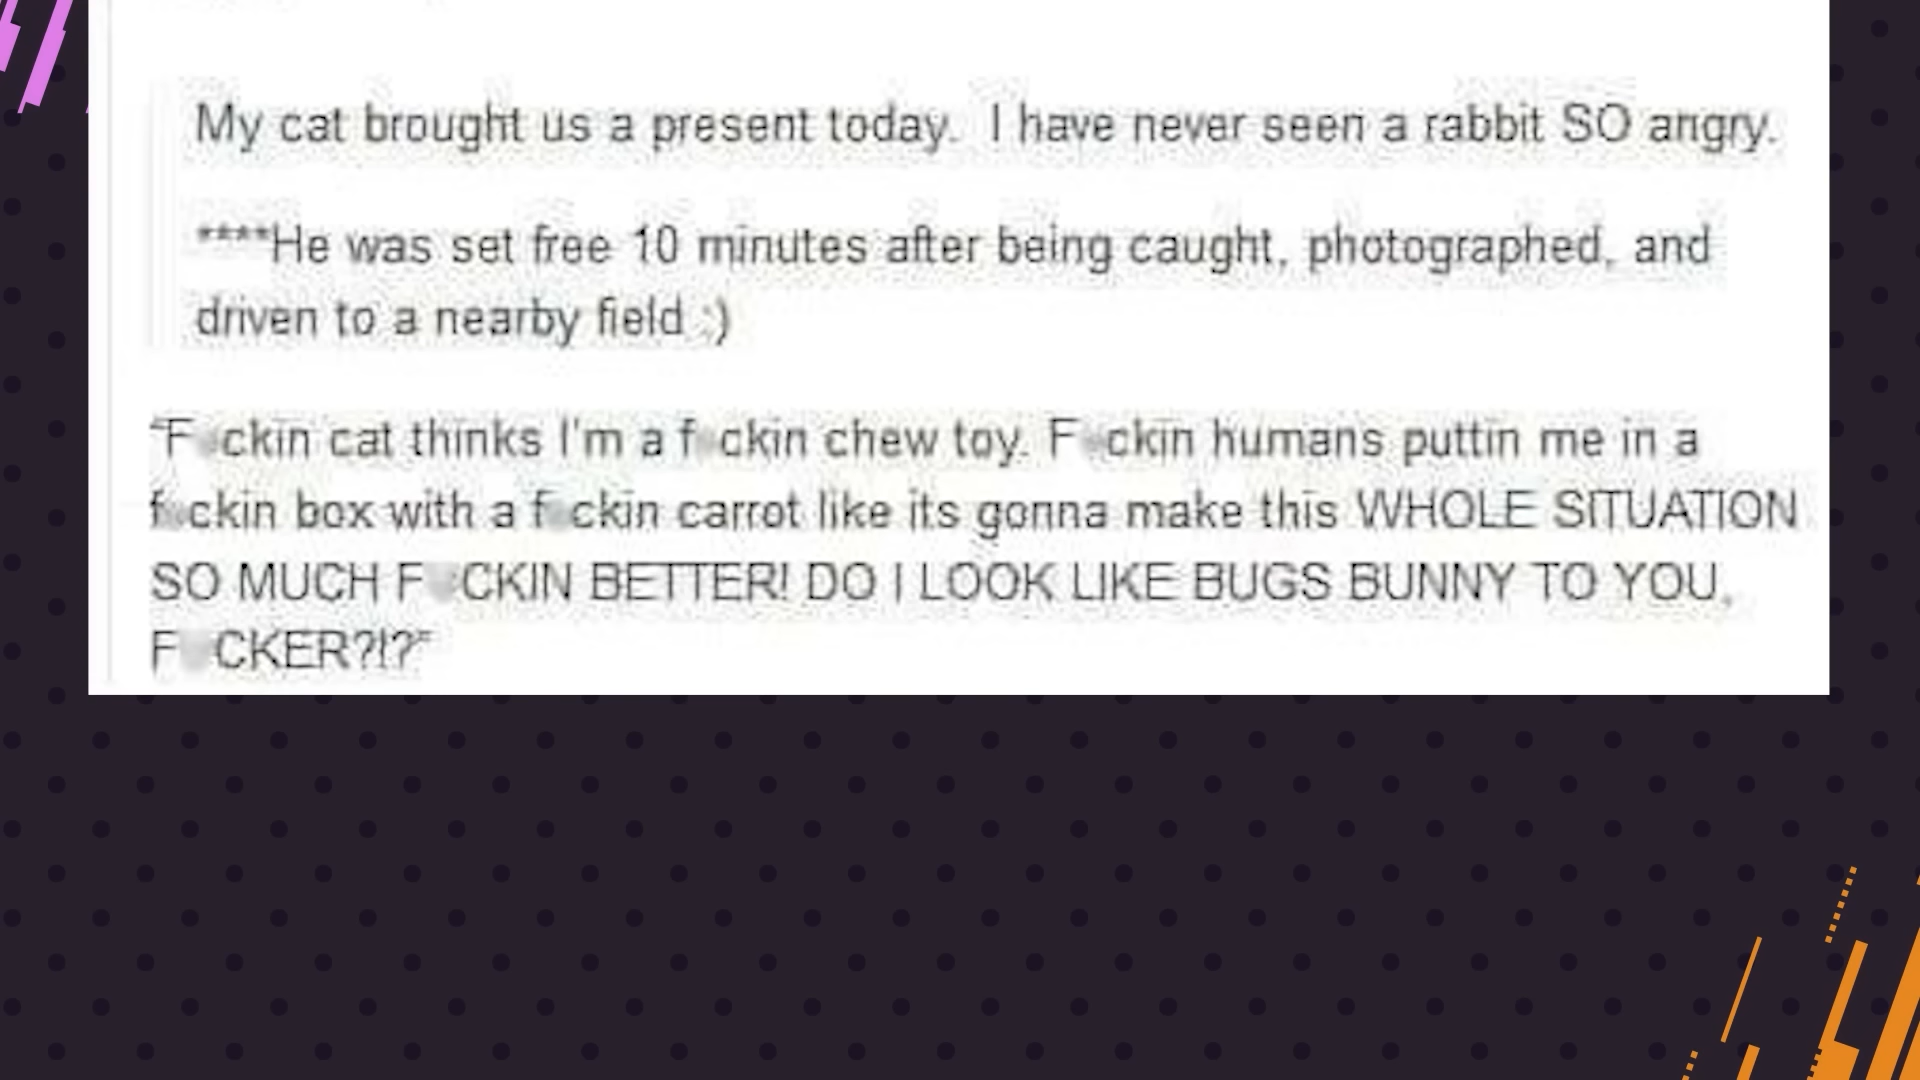 My cat brought us a present today. I have never seen a rabbit SO angry.
****He was set free 10 minutes after being caught, photographed, and
driven to a nearby field :)
"F ckin cat thinks I'm a f ckin chew toy. F ckin humans puttin me in a
f ckin box with a f ckin carrot like its gonna make this WHOLE SITUATION
SO MUCH F CKIN BETTER! DO I LOOK LIKE BUGS BUNNY TO YOU,
F CKER?!?"